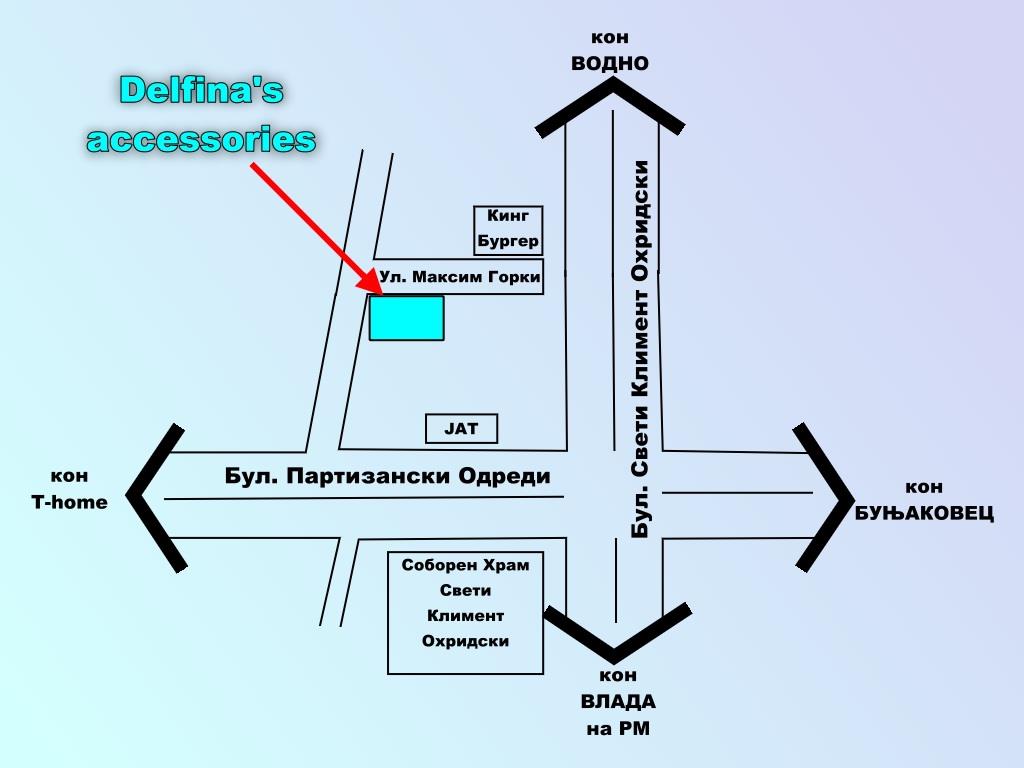 кон
ВОДНО
Delfina's
accessories
Кинг
Бургер
Ул. Максим Горки
Бул. Свети Климент Охридски
ЈАТ
Бул. Партизански Одреди
кон
T-home
кон
БУЊАКОВЕЦ
Соборен Храм
Свети
Климент
Охридски
кон
ВЛАДА
на РМ